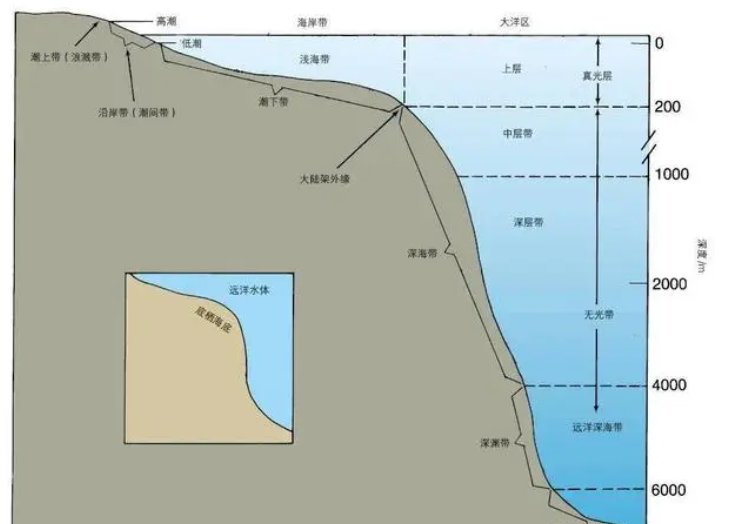 高潮
海岸带
大洋区
低潮
0
潮上带（浪溅带）
浅海带
上层
真光层
潮下带
200
沿岸带（潮间带）
中层带
大陆架外缘
1000
深层带
深海带
深度/m
2000
远洋水体
底栖海底
无光带
4000
远洋深海带
深渊带
6000